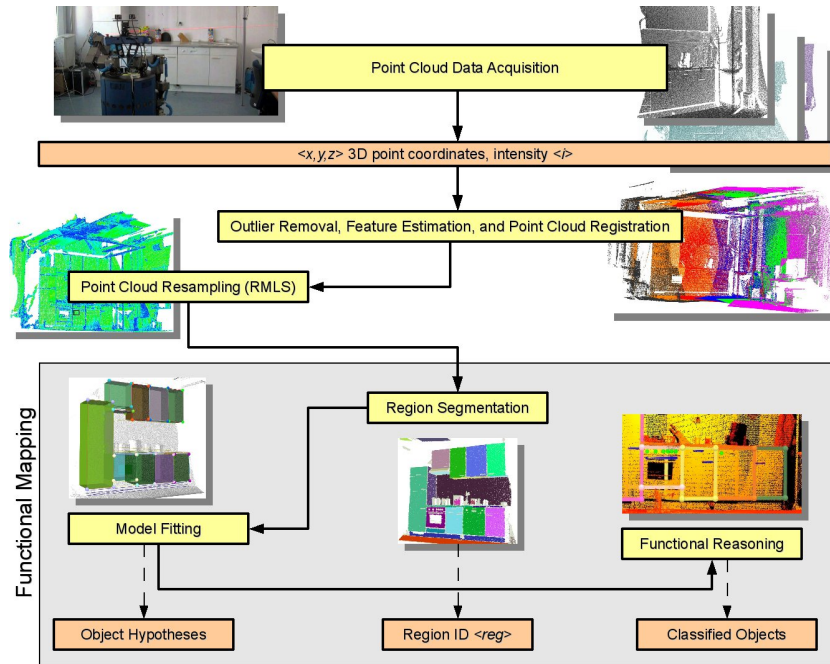 Point Cloud Data Acquisition
<x,y,z> 3D point coordinates, intensity <i>
Outlier Removal, Feature Estimation, and Point Cloud Registration
Point Cloud Resampling (RMLS)
Functional Mapping
Region Segmentation
Model Fitting
Functional Reasoning
Object Hypotheses
Region ID <reg>
Classified Objects